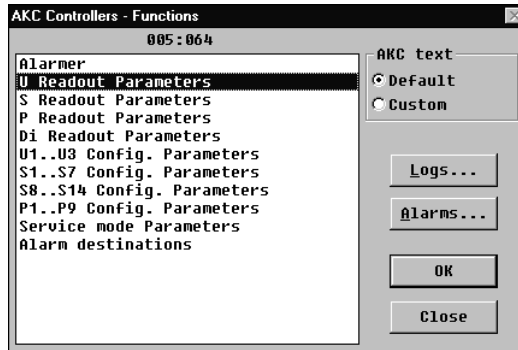 AKC Controllers - Functions
005:064
Alarmer
U Readout Parameters
S Readout Parameters
P Readout Parameters
Di Readout Parameters
U1..U3 Config. Parameters
S1..S7 Config. Parameters
S8..S14 Config. Parameters
P1..P9 Config. Parameters
Service mode Parameters
Alarm destinations
AKC text
Default
Custom
Logs...
Alarms...
OK
Close